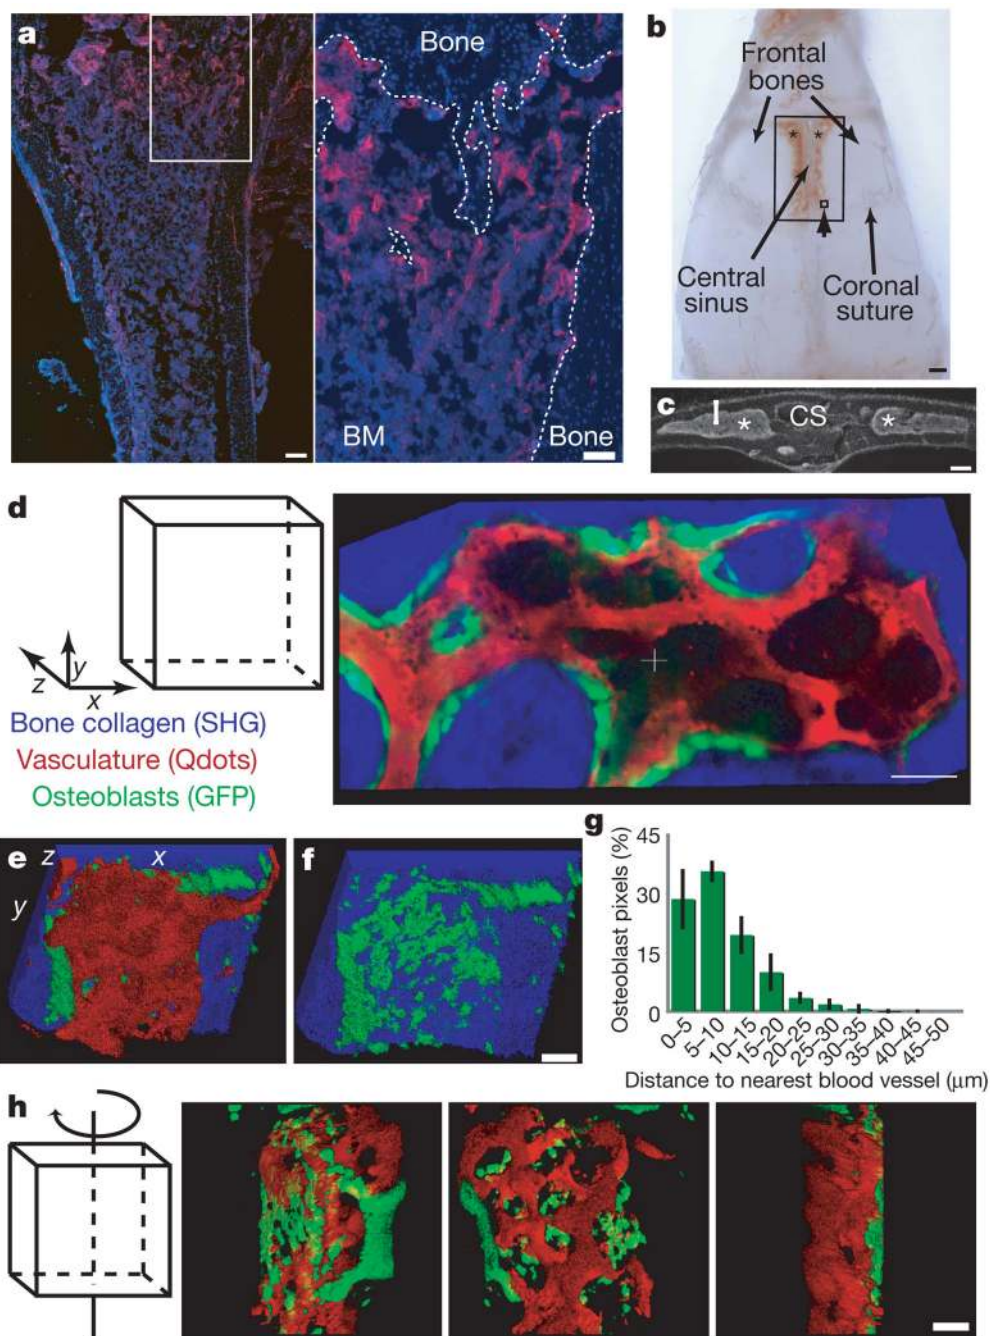 a
Bone
BM
Bone
b
Frontal
bones
Central
sinus
Coronal
suture
c
CS
*
*
d
y
z
x
Bone collagen (SHG)
Vasculature (Qdots)
Osteoblasts (GFP)
e
z
x
y
f
g
Osteoblast pixels (%)
45
30
15
0
0–5
5–10
10–15
15–20
20–25
25–30
30–35
35–40
40–45
45–50
Distance to nearest blood vessel (μm)
h